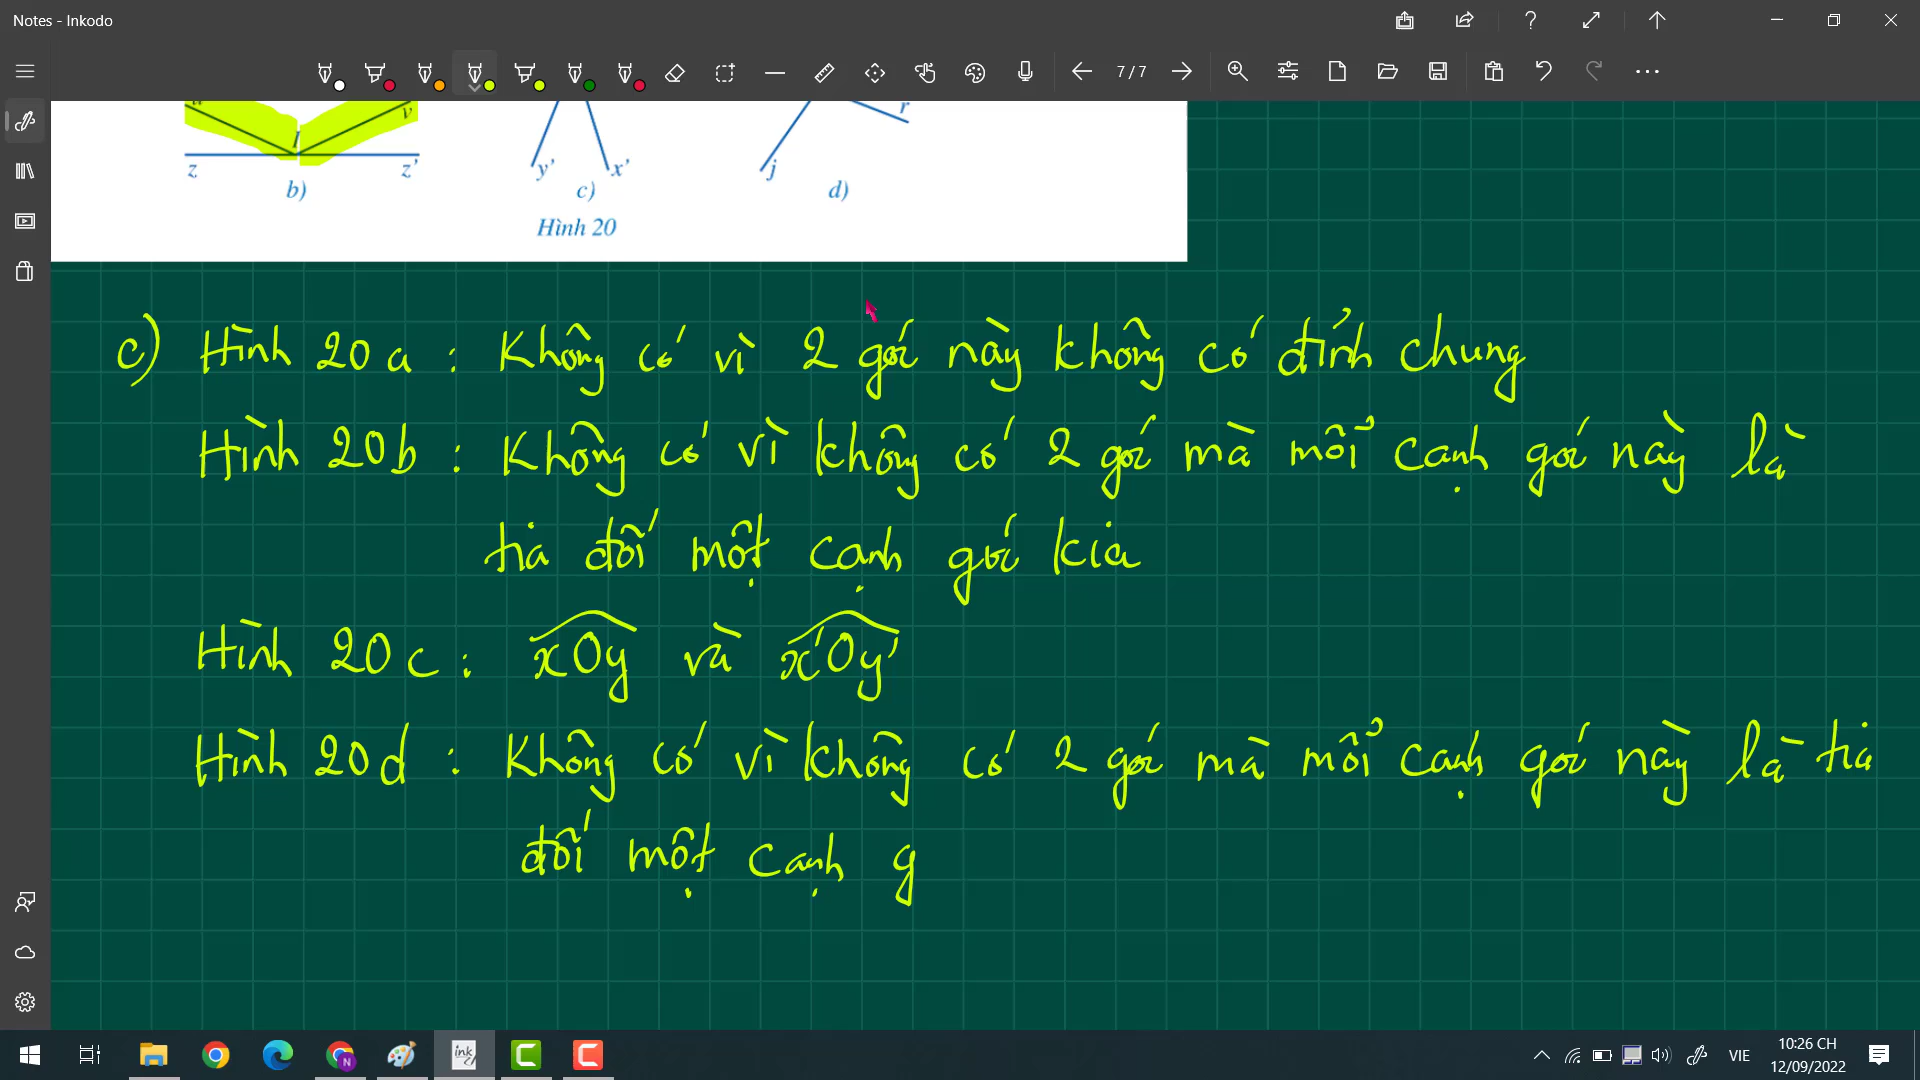 Notes - Inkodo
7 / 7
u
v
I
r
z
z'
y'
x'
j
b)
c)
d)
Hình 20
c) Hình 20 a : Không có vì 2 góc này không có đỉnh chung
Hình 20b : Không có vì không có 2 góc mà mỗi cạnh góc này là
tia đối một cạnh góc kia
Hình 20 c : xOy và x'Oy'
Hình 20d : Không có vì không có 2 góc mà mỗi cạnh góc này là tia
đối một cạnh g
ink
N
VIE
10:26 CH
12/09/2022